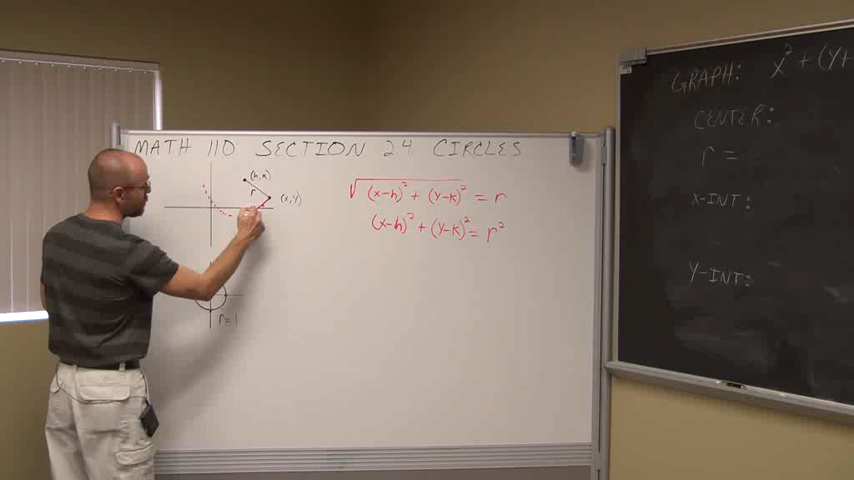 MATH 110 SECTION 2.4 CIRCLES
(h,k)
r
(x,y)
√(x-h)² + (y-k)² = r
(x-h)² + (y-k)² = r²
r=1
GRAPH: x² + (y+
CENTER:
r =
X-INT:
Y-INT: